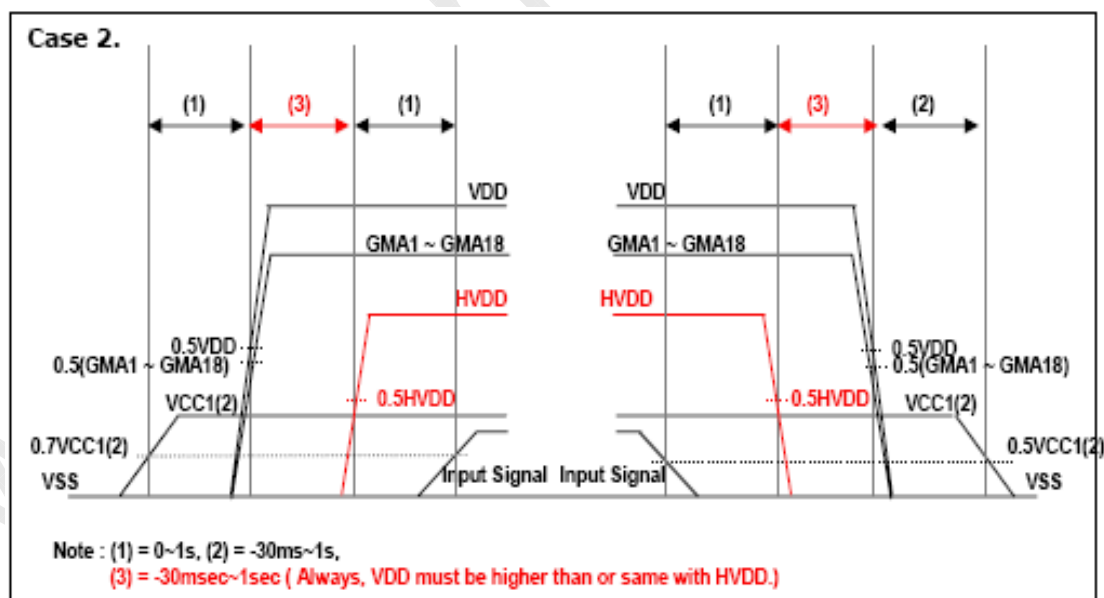 Case 2.
(1) (3) (1) (1) (3) (2)
VDD VDD
GMA1 ~ GMA18 GMA1 ~ GMA18
HVDD HVDD
0.5VDD 0.5VDD
0.5(GMA1 ~ GMA18) 0.5(GMA1 ~ GMA18)
VCC1(2) 0.5HVDD 0.5HVDD VCC1(2)
0.7VCC1(2) 0.5VCC1(2)
VSS Input Signal Input Signal VSS
Note : (1) = 0~1s, (2) = -30ms~1s,
(3) = -30msec~1sec ( Always, VDD must be higher than or same with HVDD.)